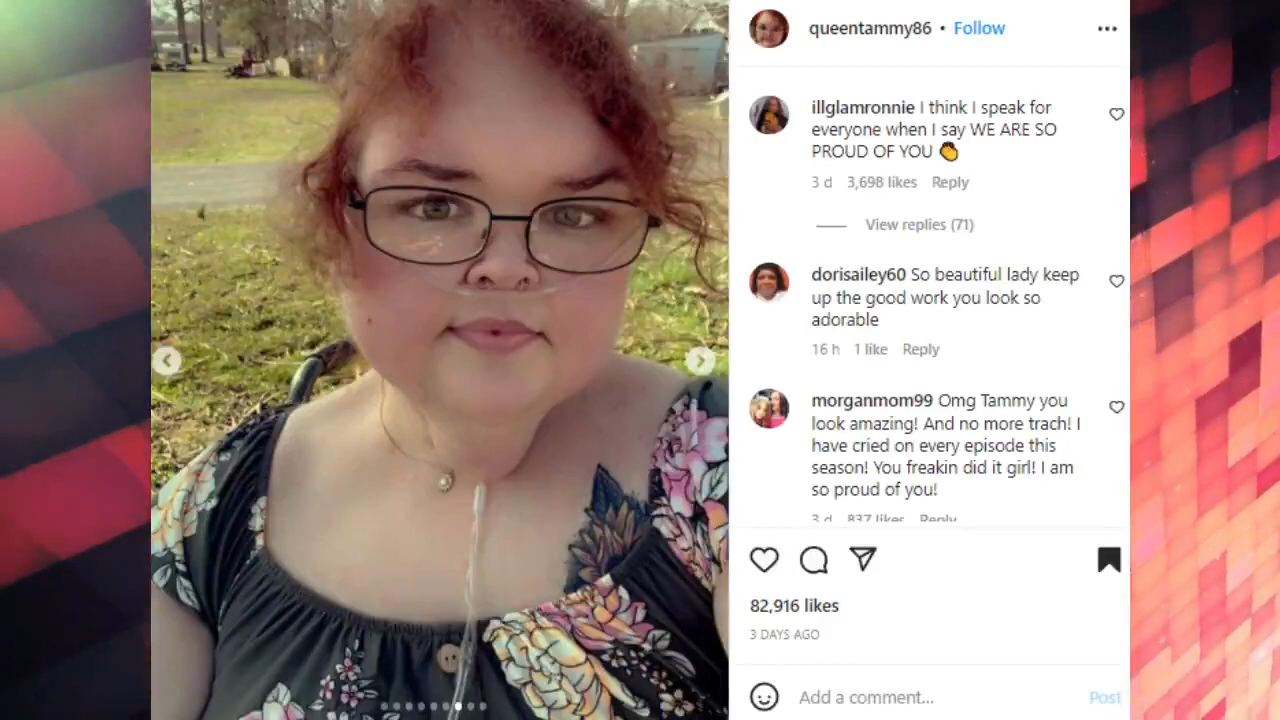 queentammy86 • Follow
illglamronnie I think I speak for
everyone when I say WE ARE SO
PROUD OF YOU 👏
3 d 3,698 likes Reply
View replies (71)
dorisailey60 So beautiful lady keep
up the good work you look so
adorable
16 h 1 like Reply
morganmom99 Omg Tammy you
look amazing! And no more trach! I
have cried on every episode this
season! You freakin did it girl! I am
so proud of you!
3 d 837 likes Reply
82,916 likes
3 DAYS AGO
Add a comment... Post